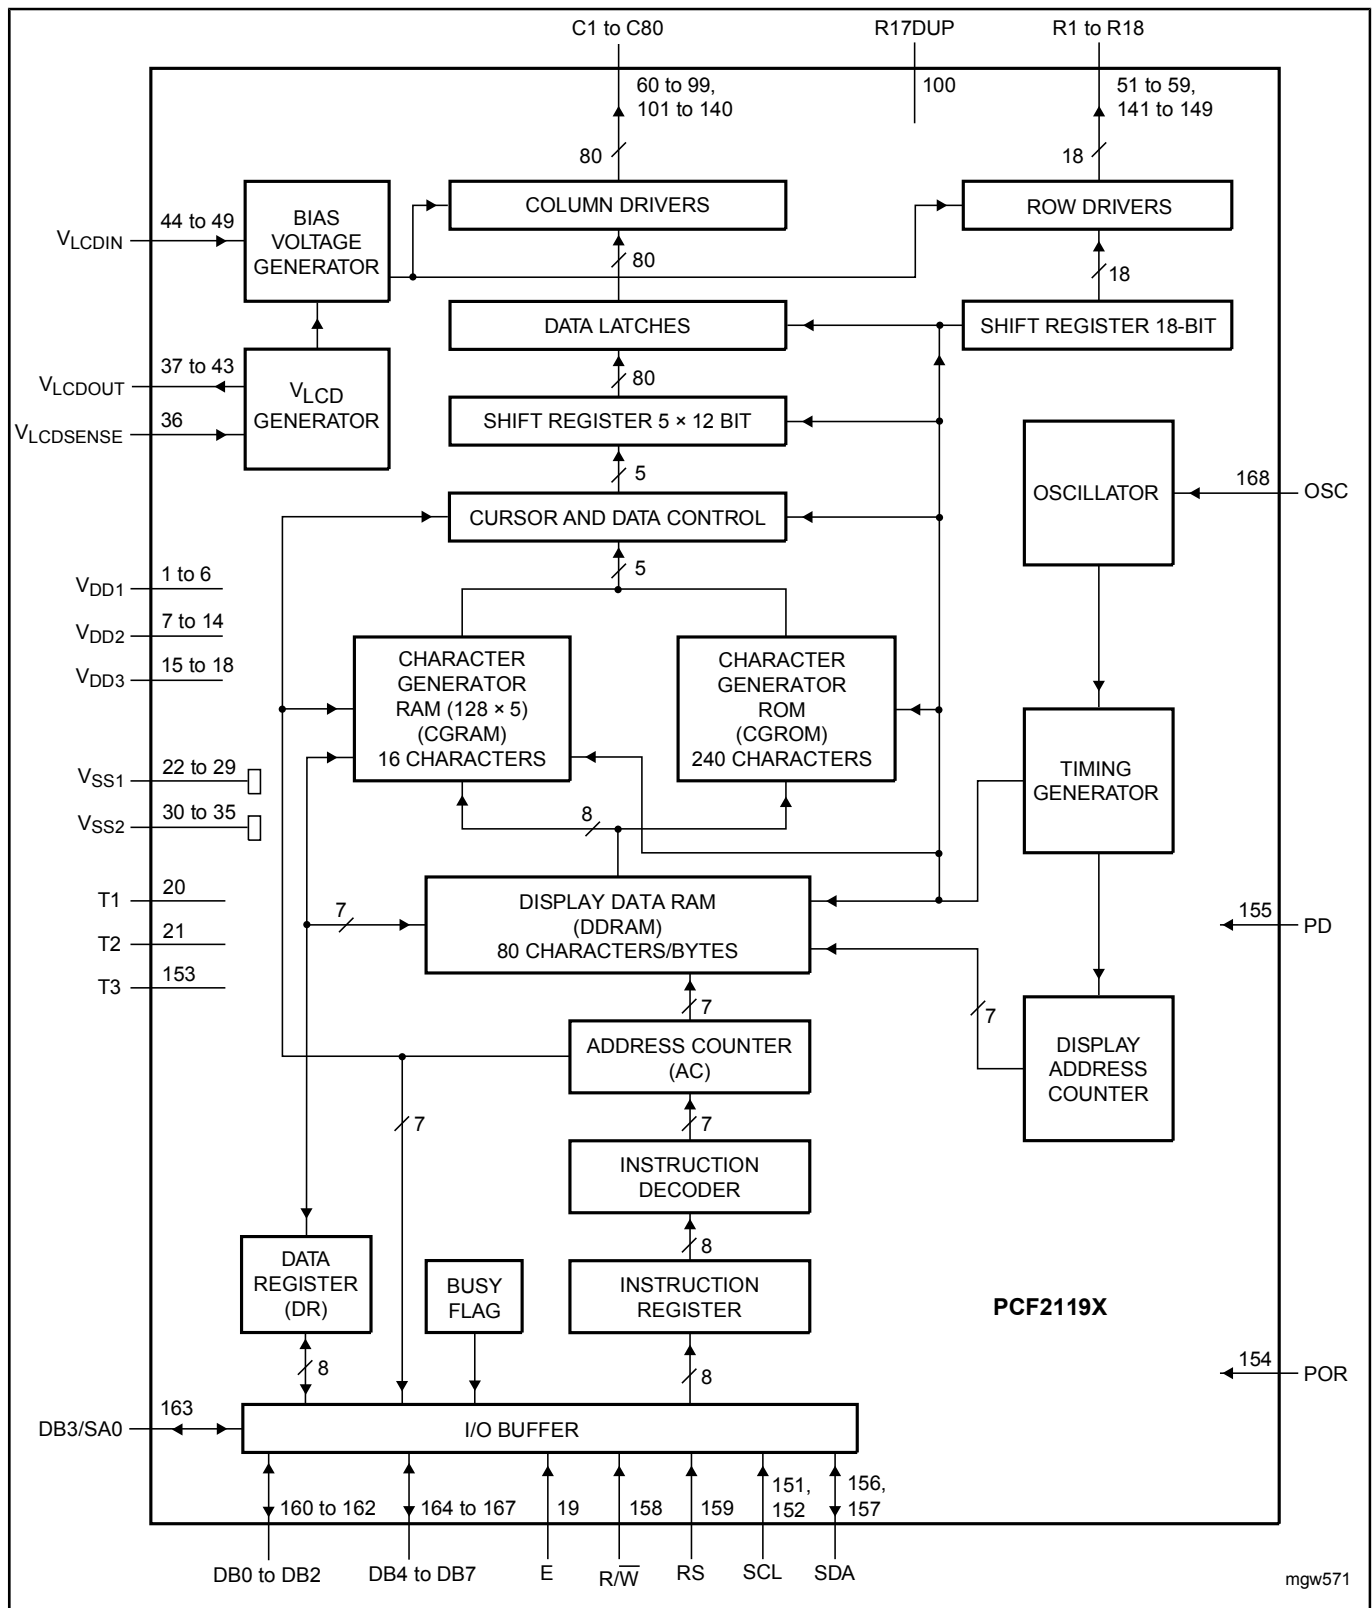 C1 to C80
R17DUP
R1 to R18
60 to 99,
101 to 140
100
51 to 59,
141 to 149
80
18
BIAS
VOLTAGE
GENERATOR
COLUMN DRIVERS
ROW DRIVERS
VLCDIN
44 to 49
80
18
DATA LATCHES
SHIFT REGISTER 18-BIT
VLCDOUT
37 to 43
VLCD
GENERATOR
80
VLCDSENSE
36
SHIFT REGISTER 5 × 12 BIT
5
OSCILLATOR
168
OSC
CURSOR AND DATA CONTROL
5
VDD1
1 to 6
VDD2
7 to 14
VDD3
15 to 18
CHARACTER
GENERATOR
RAM (128 × 5)
(CGRAM)
16 CHARACTERS
CHARACTER
GENERATOR
ROM
(CGROM)
240 CHARACTERS
TIMING
GENERATOR
VSS1
22 to 29
VSS2
30 to 35
8
T1
20
T2
21
T3
153
7
DISPLAY DATA RAM
(DDRAM)
80 CHARACTERS/BYTES
155
PD
7
7
ADDRESS COUNTER
(AC)
DISPLAY
ADDRESS
COUNTER
7
7
INSTRUCTION
DECODER
8
DATA
REGISTER
(DR)
BUSY
FLAG
INSTRUCTION
REGISTER
PCF2119X
8
8
154
POR
DB3/SA0
163
I/O BUFFER
160 to 162
164 to 167
19
158
159
151,
152
156,
157
DB0 to DB2
DB4 to DB7
E
R/W̅
RS
SCL
SDA
mgw571